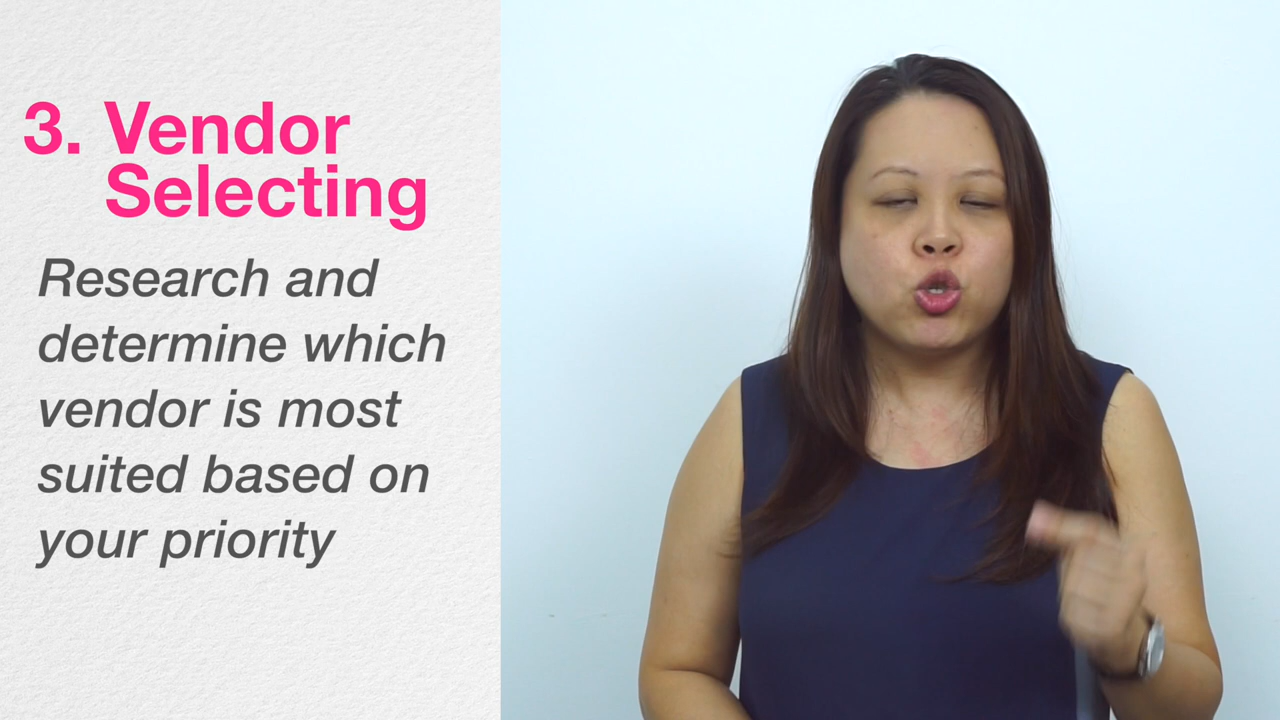 3. Vendor
Selecting
Research and
determine which
vendor is most
suited based on
your priority